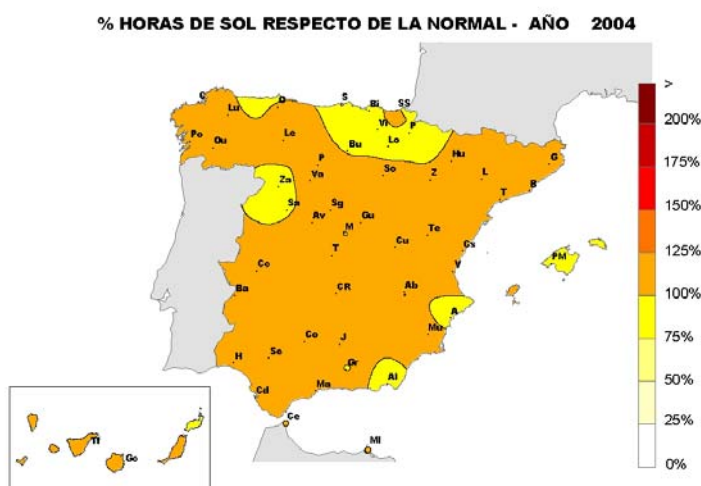 % HORAS DE SOL RESPECTO DE LA NORMAL - AÑO 2004
>
200%
175%
150%
125%
100%
75%
50%
25%
0%
C
Lu
O
S
Bi
SS
Vi
P
Po
Ou
Le
Bu
Lo
Hu
P
So
Z
L
G
B
T
Za
Va
Sa
Sg
Av
Gu
M
Te
Cu
T
Cs
V
PM
Cc
Ba
CR
Ab
A
Mu
Co
J
H
Se
Gr
Al
Cd
Ma
Ce
Ml
Tf
Gc